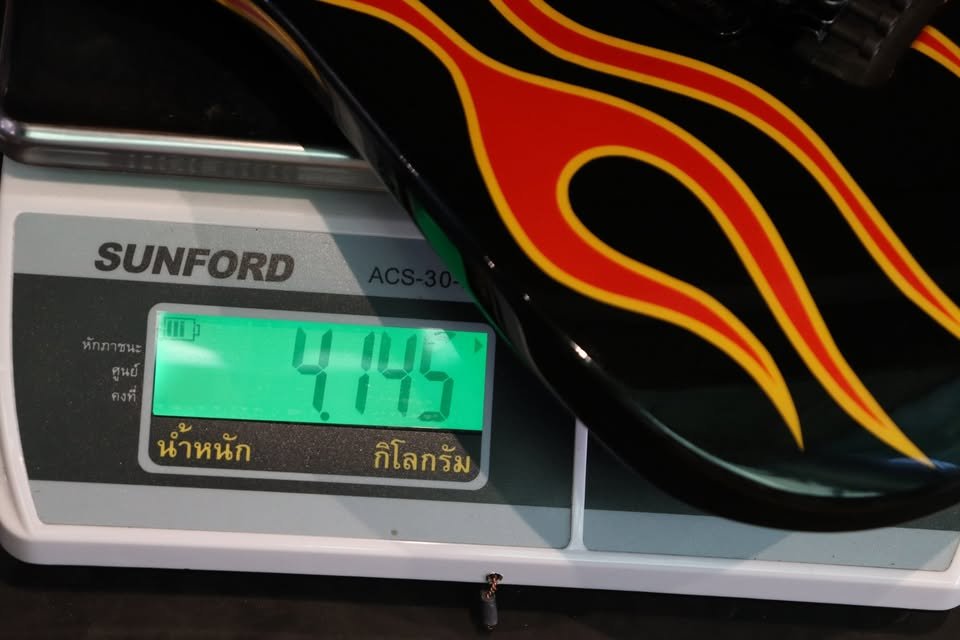 SUNFORD
ACS-30-
หักภาชนะ
ศูนย์
คงที่
4.145
น้ำหนัก
กิโลกรัม